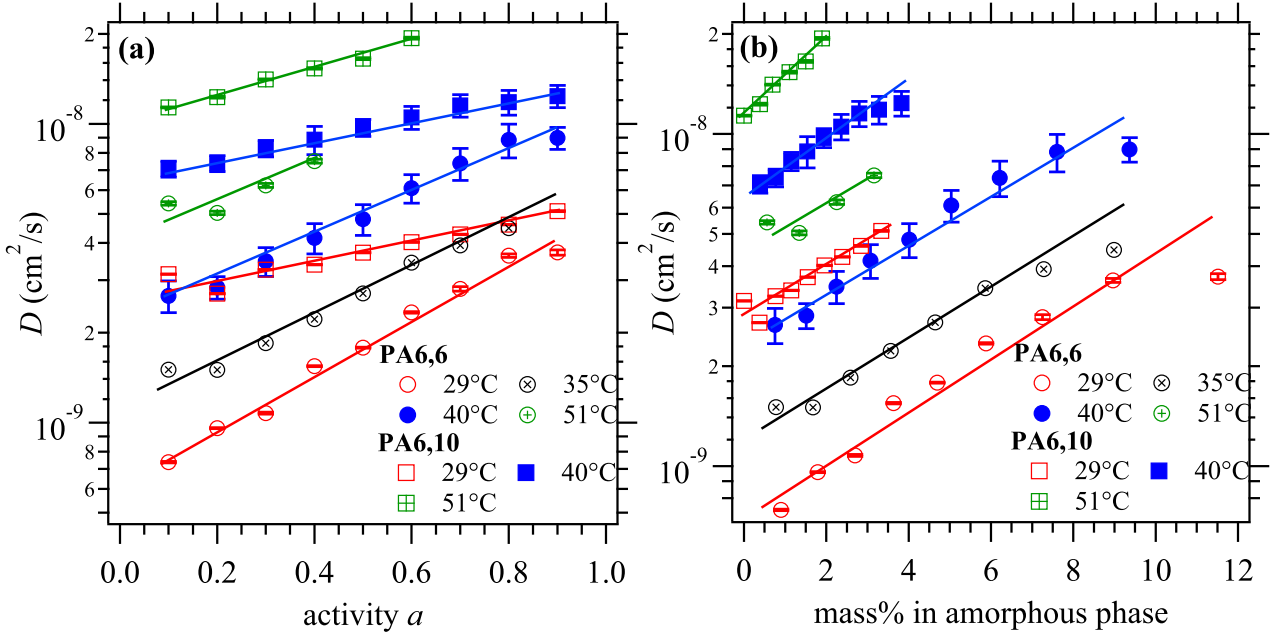 (a)
2
10⁻⁸
8
6
4
2
10⁻⁹
8
6
D (cm²/s)
PA6,6
29°C 35°C
40°C 51°C
PA6,10
29°C 40°C
51°C
0.0 0.2 0.4 0.6 0.8 1.0
activity a
(b)
2
10⁻⁸
8
6
5
4
3
2
10⁻⁹
8
D (cm²/s)
PA6,6
29°C 35°C
40°C 51°C
PA6,10
29°C 40°C
51°C
0 2 4 6 8 10 12
mass% in amorphous phase